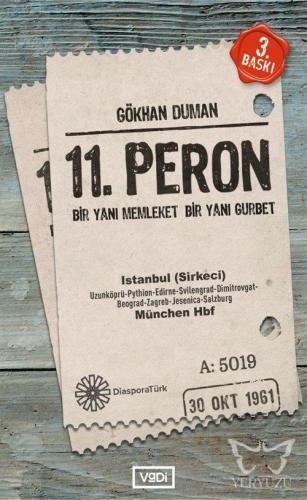 3.
BASKI
GÖKHAN DUMAN
11. PERON
BİR YANI MEMLEKET BİR YANI GURBET
Istanbul (Sirkeci)
Uzunköprü-Pythion-Edirne-Svilengrad-Dimitrovgat-
Beograd-Zagreb-Jesenica-Salzburg
München Hbf
A: 5019
DiasporaTürk
30 OKT 1961
VaDi
YERYÜZÜ